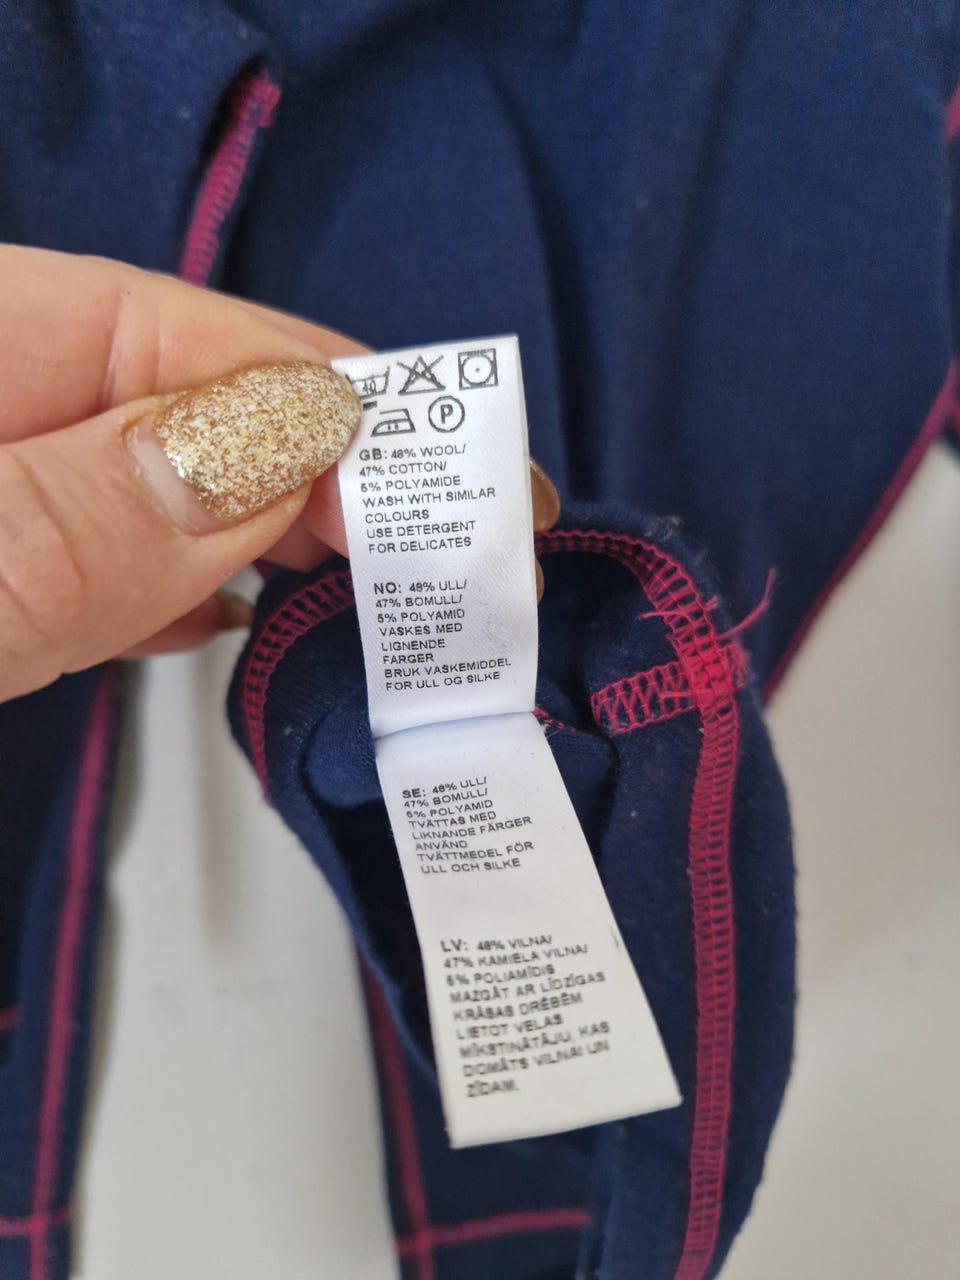 40
P
GB: 48% WOOL/
47% COTTON/
5% POLYAMIDE
WASH WITH SIMILAR
COLOURS
USE DETERGENT
FOR DELICATES
NO: 48% ULL/
47% BOMULL/
5% POLYAMID
VASKES MED
LIGNENDE
FARGER
BRUK VASKEMIDDEL
FOR ULL OG SILKE
SE: 48% ULL/
47% BOMULL/
5% POLYAMID
TVÄTTAS MED
LIKNANDE FÄRGER
ANVÄND
TVÄTTMEDEL FÖR
ULL OCH SILKE
LV: 48% VILNA/
47% KAMIELA VILNA/
5% POLIAMĪDIS
MAZGĀT AR LĪDZĪGAS
KRĀSAS DRĒBĒM
LIETOT VELAS
MĪKSTINĀTĀJU, KAS
DOMĀTS VILNAI UN
ZĪDAM.